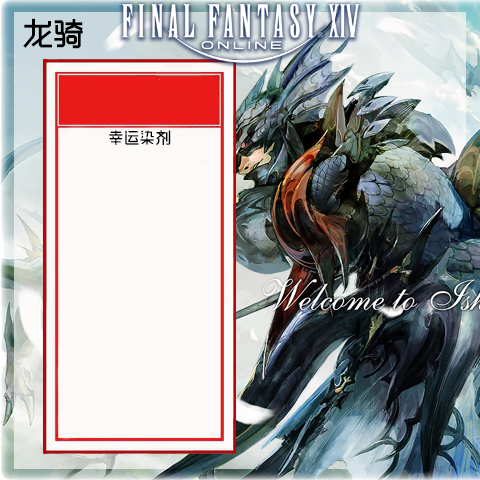 FINAL FANTASY XIV
ONLINE
龙骑
幸运染剂
Welcome to Ish